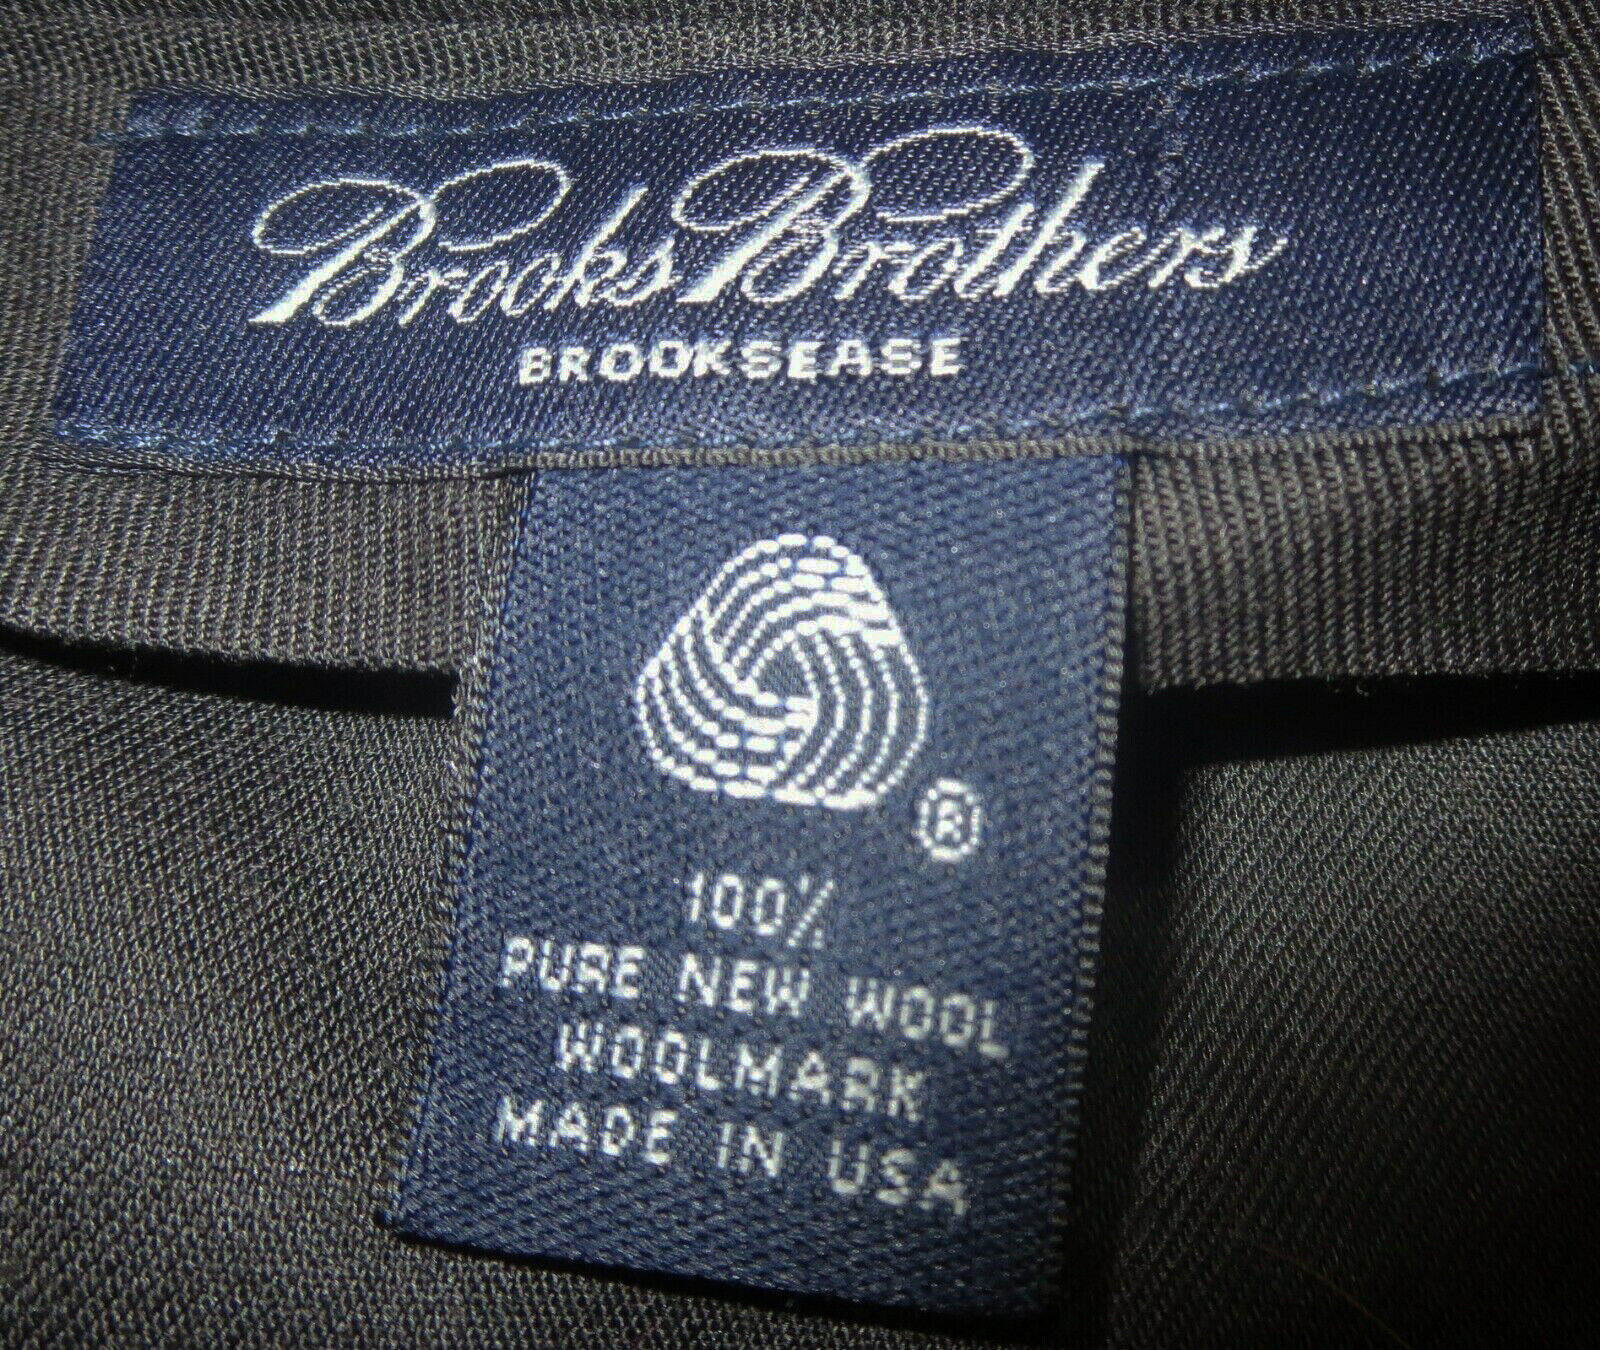 Brooks Brothers
BROOKSEASE
®
100%
PURE NEW WOOL
WOOLMARK
MADE IN USA